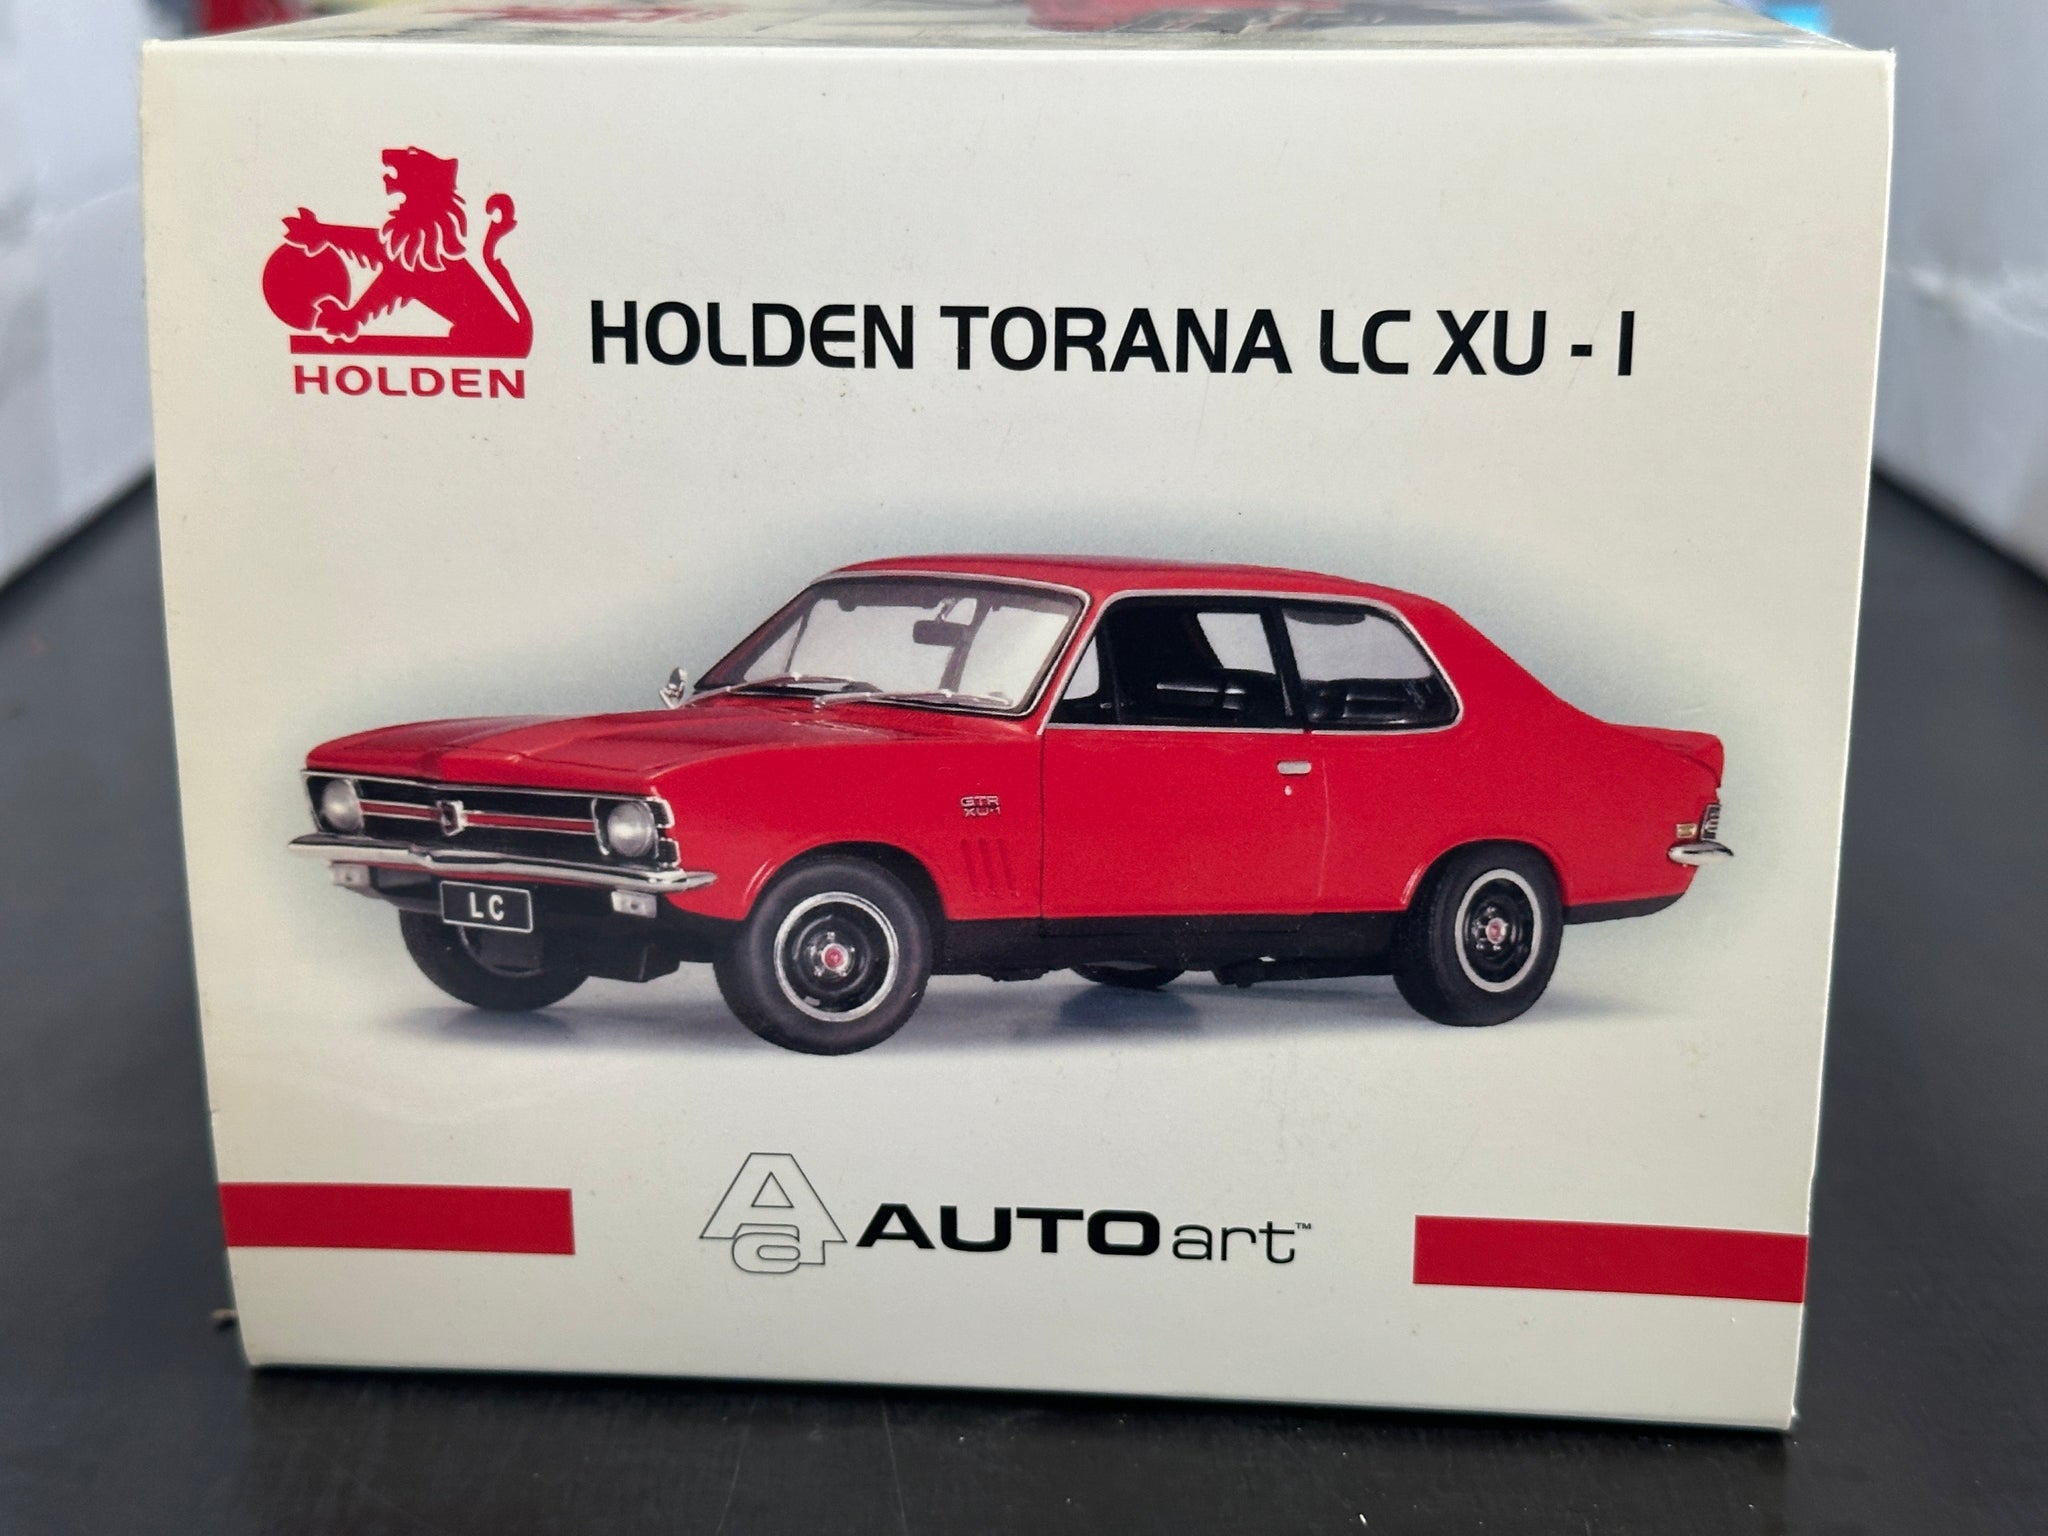 HOLDEN
HOLDEN TORANA LC XU - I
GTR
XU-1
LC
AUTOart™